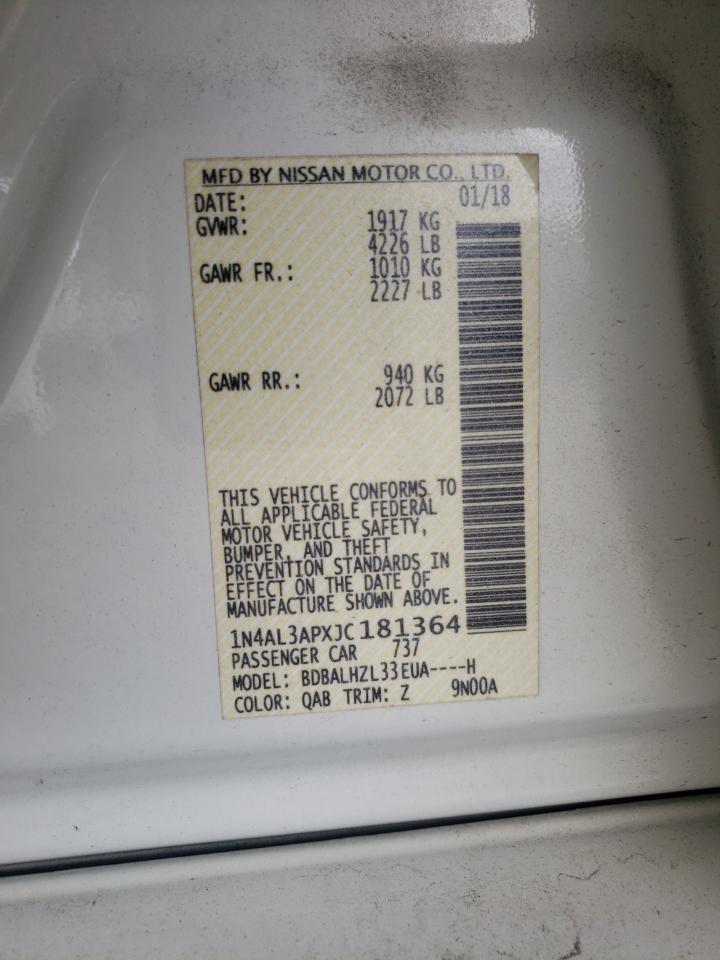 MFD BY NISSAN MOTOR CO., LTD.
DATE: 01/18
GVWR: 1917 KG
4226 LB
GAWR FR.: 1010 KG
2227 LB
GAWR RR.: 940 KG
2072 LB
THIS VEHICLE CONFORMS TO
ALL APPLICABLE FEDERAL
MOTOR VEHICLE SAFETY,
BUMPER, AND THEFT
PREVENTION STANDARDS IN
EFFECT ON THE DATE OF
MANUFACTURE SHOWN ABOVE.
1N4AL3APXJC181364
PASSENGER CAR 737
MODEL: BDBALHZL33EUA----H
COLOR: QAB TRIM: Z 9N00A